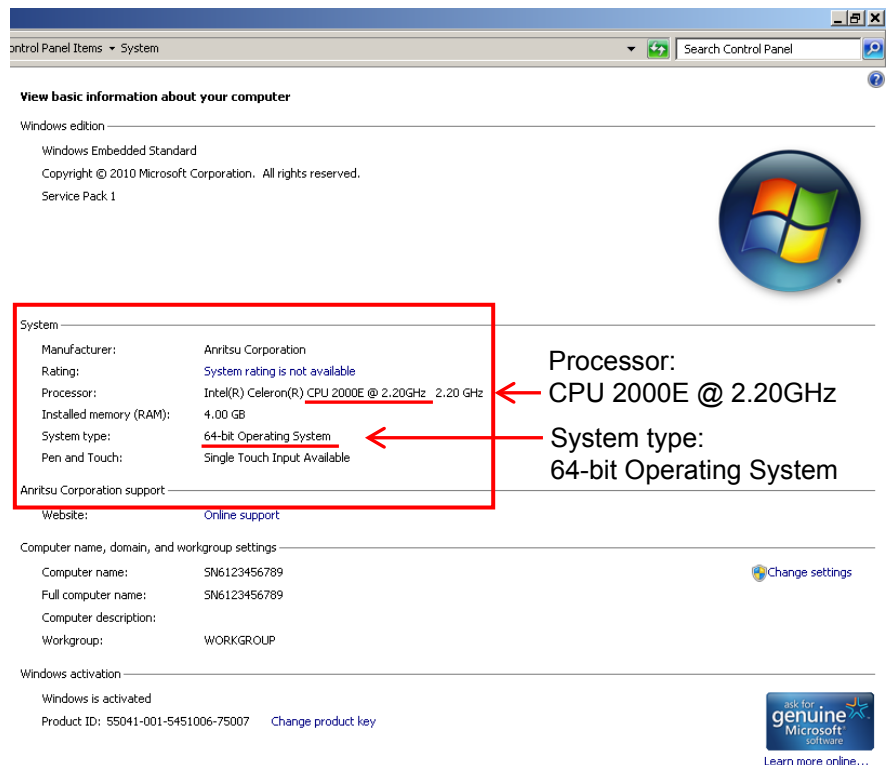 ontrol Panel Items System Search Control Panel
View basic information about your computer
Windows edition
Windows Embedded Standard
Copyright © 2010 Microsoft Corporation. All rights reserved.
Service Pack 1
System
Manufacturer: Anritsu Corporation
Rating: System rating is not available
Processor: Intel(R) Celeron(R) CPU 2000E @ 2.20GHz 2.20 GHz
Installed memory (RAM): 4.00 GB
System type: 64-bit Operating System
Pen and Touch: Single Touch Input Available
Processor:
CPU 2000E @ 2.20GHz
System type:
64-bit Operating System
Anritsu Corporation support
Website: Online support
Computer name, domain, and workgroup settings
Computer name: SN6123456789 Change settings
Full computer name: SN6123456789
Computer description:
Workgroup: WORKGROUP
Windows activation
Windows is activated
Product ID: 55041-001-5451006-75007 Change product key
ask for
genuine
Microsoft
software
Learn more online...